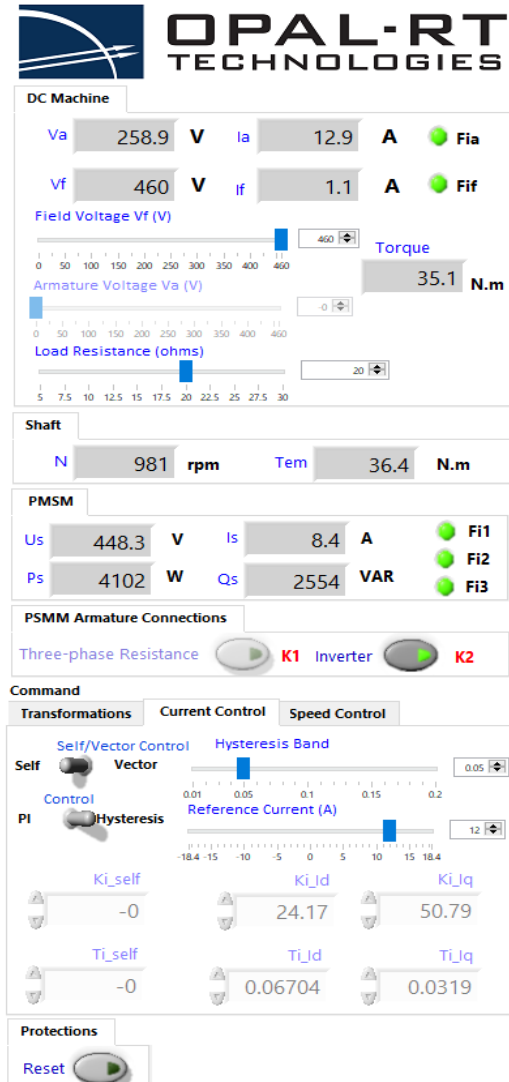 OPAL-RT
TECHNOLOGIES
DC Machine
Va 258.9 V Ia 12.9 A Fia
Vf 460 V If 1.1 A Fif
Field Voltage Vf (V)
460
Torque
0 50 100 150 200 250 300 350 400 460
35.1 N.m
Armature Voltage Va (V)
-0
0 50 100 150 200 250 300 350 400 460
Load Resistance (ohms)
20
5 7.5 10 12.5 15 17.5 20 22.5 25 27.5 30
Shaft
N 981 rpm Tem 36.4 N.m
PMSM
Us 448.3 V Is 8.4 A Fi1
Fi2
Ps 4102 W Qs 2554 VAR Fi3
PSMM Armature Connections
Three-phase Resistance K1 Inverter K2
Command
Transformations Current Control Speed Control
Self/Vector Control Hysteresis Band
Self Vector 0.05
0.01 0.05 0.1 0.15 0.2
Control Reference Current (A)
PI Hysteresis 12
-18.4 -15 -10 -5 0 5 10 15 18.4
Ki_self Ki_Id Ki_Iq
-0 24.17 50.79
Ti_self Ti_Id Ti_Iq
-0 0.06704 0.0319
Protections
Reset